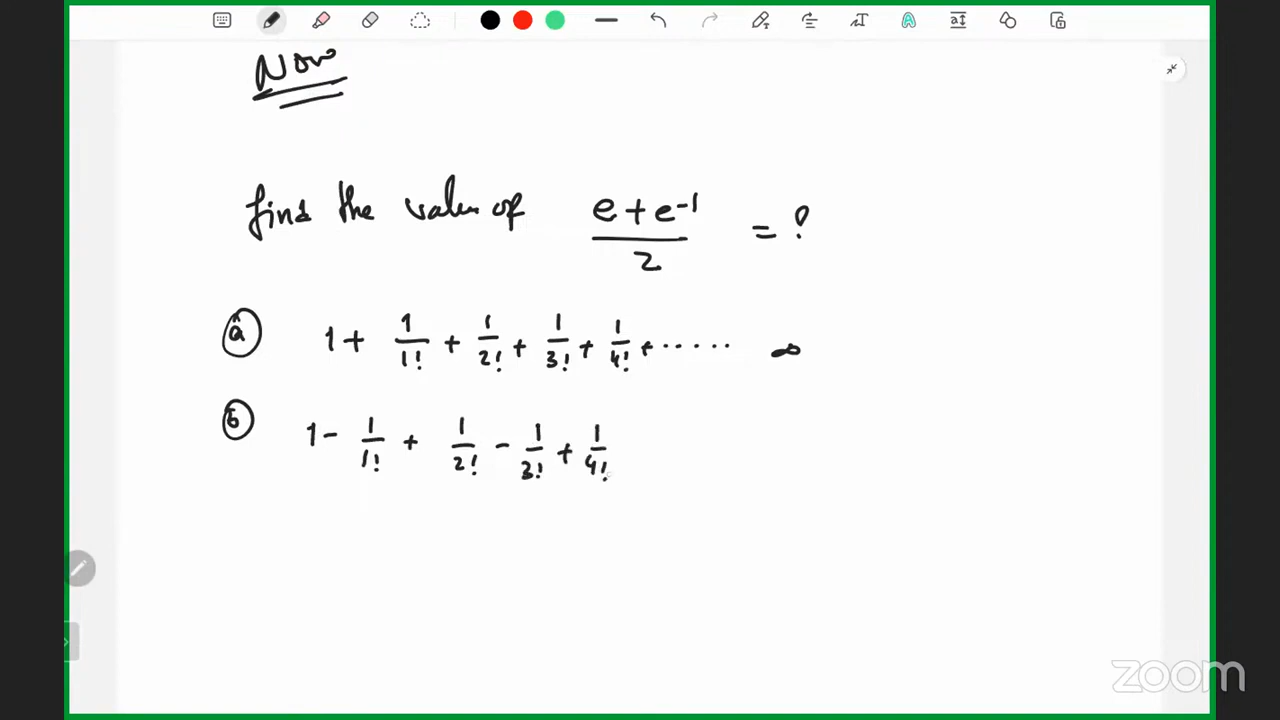 Now
find the value of (e + e^-1)/2 = ?
(a) 1 + 1/1! + 1/2! + 1/3! + 1/4! + ..... ∞
(b) 1 - 1/1! + 1/2! - 1/3! + 1/4!
zoom